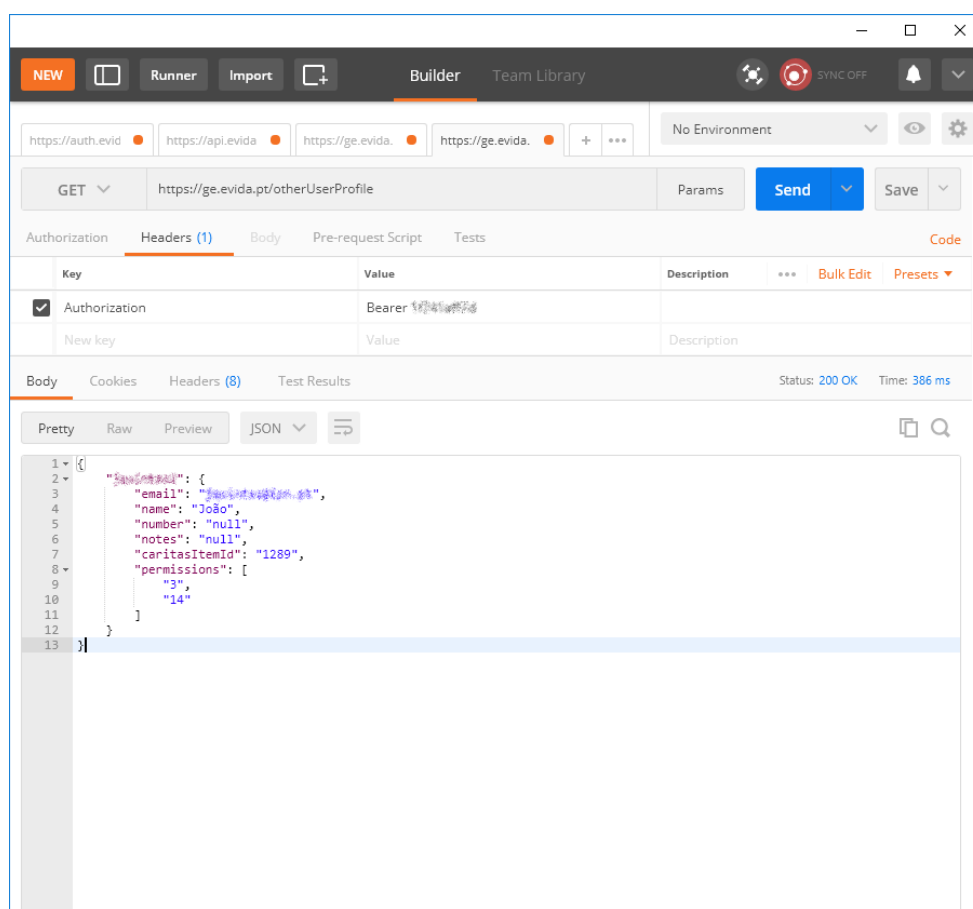 NEW Runner Import Builder Team Library SYNC OFF
https://auth.evid https://api.evida https://ge.evida. https://ge.evida. + ••• No Environment
GET https://ge.evida.pt/otherUserProfile Params Send Save
Authorization Headers (1) Body Pre-request Script Tests Code
Key Value Description ••• Bulk Edit Presets
Authorization Bearer
New key Value Description
Body Cookies Headers (8) Test Results Status: 200 OK Time: 386 ms
Pretty Raw Preview JSON
1 {
2 "": {
3 "email": "",
4 "name": "João",
5 "number": "null",
6 "notes": "null",
7 "caritasItemId": "1289",
8 "permissions": [
9 "3",
10 "14"
11 ]
12 }
13 }